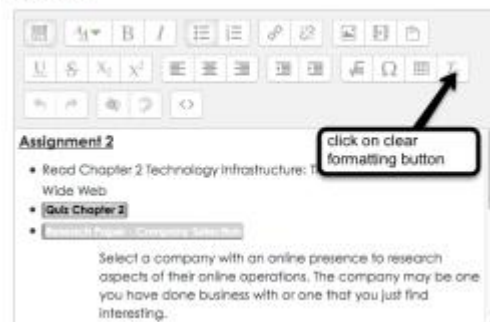 B I
U S X₂ X²
Ω
click on clear
formatting button
Assignment 2
Read Chapter 2 Technology Infrastructure:
Wide Web
Quiz Chapter 2
Research Paper - Company Selection
Select a company with an online presence to research
aspects of their online operations. The company may be one
you have done business with or one that you just find
interesting.